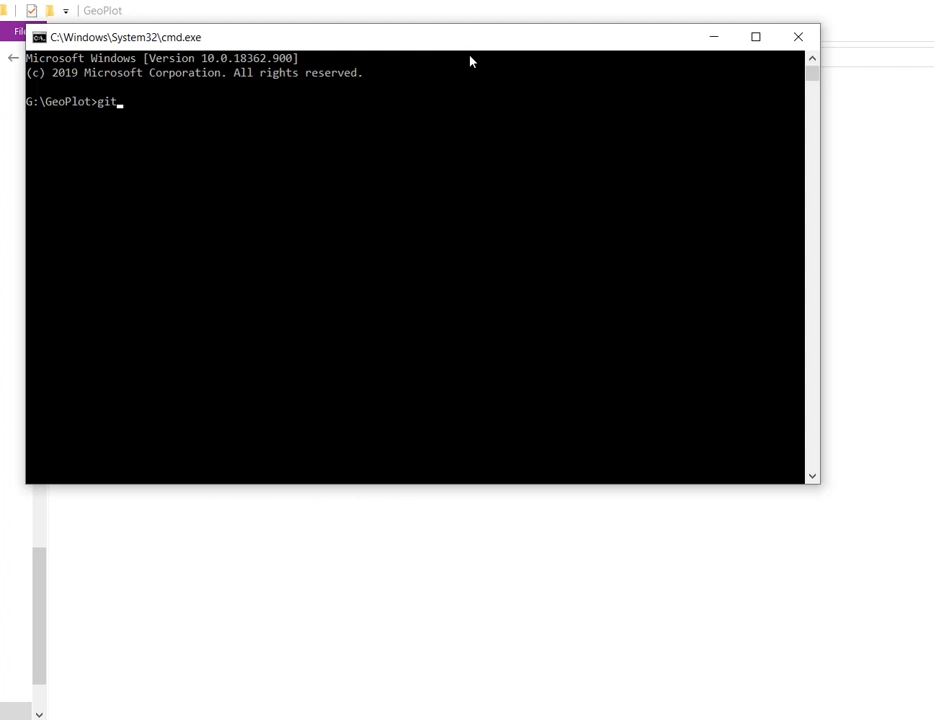 GeoPlot
C:\Windows\System32\cmd.exe
Microsoft Windows [Version 10.0.18362.900]
(c) 2019 Microsoft Corporation. All rights reserved.
G:\GeoPlot>git